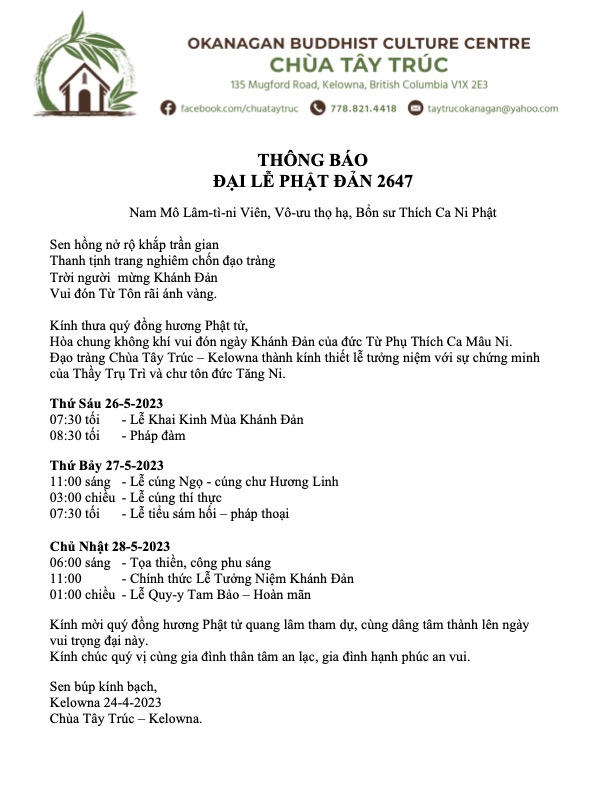 OKANAGAN BUDDHIST CULTURE CENTRE
CHÙA TÂY TRÚC
135 Mugford Road, Kelowna, British Columbia V1X 2E3
facebook.com/chuataytruc 778.821.4418 taytrucokanagan@yahoo.com
THÔNG BÁO
ĐẠI LỄ PHẬT ĐẢN 2647
Nam Mô Lâm-tì-ni Viên, Vô-ưu thọ hạ, Bổn sư Thích Ca Ni Phật
Sen hồng nở rộ khắp trần gian
Thanh tịnh trang nghiêm chốn đạo tràng
Trời người mừng Khánh Đản
Vui đón Từ Tôn rãi ánh vàng.
Kính thưa quý đồng hương Phật tử,
Hòa chung không khí vui đón ngày Khánh Đản của đức Từ Phụ Thích Ca Mâu Ni.
Đạo tràng Chùa Tây Trúc – Kelowna thành kính thiết lễ tưởng niệm với sự chứng minh
của Thầy Trụ Trì và chư tôn đức Tăng Ni.
Thứ Sáu 26-5-2023
07:30 tối - Lễ Khai Kinh Mùa Khánh Đản
08:30 tối - Pháp đàm
Thứ Bảy 27-5-2023
11:00 sáng - Lễ cúng Ngọ - cúng chư Hương Linh
03:00 chiều - Lễ cúng thí thực
07:30 tối - Lễ tiểu sám hối – pháp thoại
Chủ Nhật 28-5-2023
06:00 sáng - Tọa thiền, công phu sáng
11:00 - Chính thức Lễ Tưởng Niệm Khánh Đản
01:00 chiều - Lễ Quy-y Tam Bảo – Hoàn mãn
Kính mời quý đồng hương Phật tử quang lâm tham dự, cùng dâng tâm thành lên ngày
vui trọng đại này.
Kính chúc quý vị cùng gia đình thân tâm an lạc, gia đình hạnh phúc an vui.
Sen búp kính bạch,
Kelowna 24-4-2023
Chùa Tây Trúc – Kelowna.